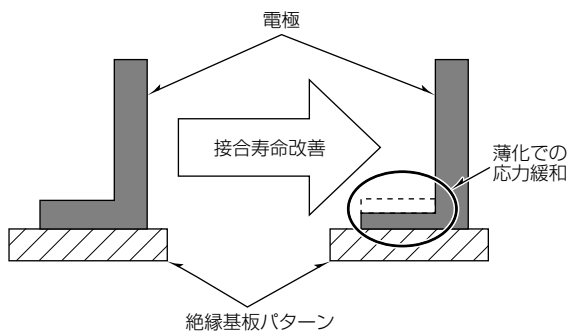 電極
接合寿命改善
薄化での
応力緩和
絶縁基板パターン